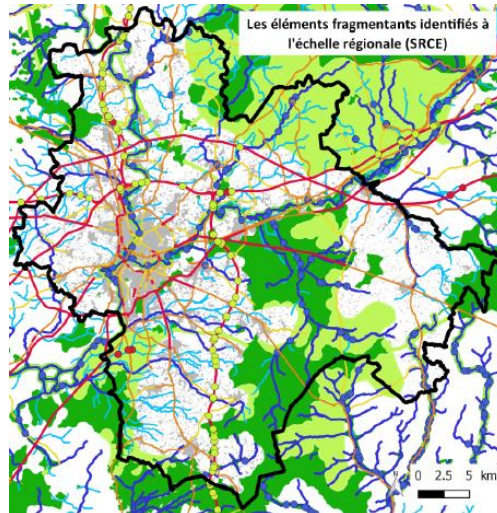 Les éléments fragmentants identifiés à
l'échelle régionale (SRCE)
N
0 2.5 5 km